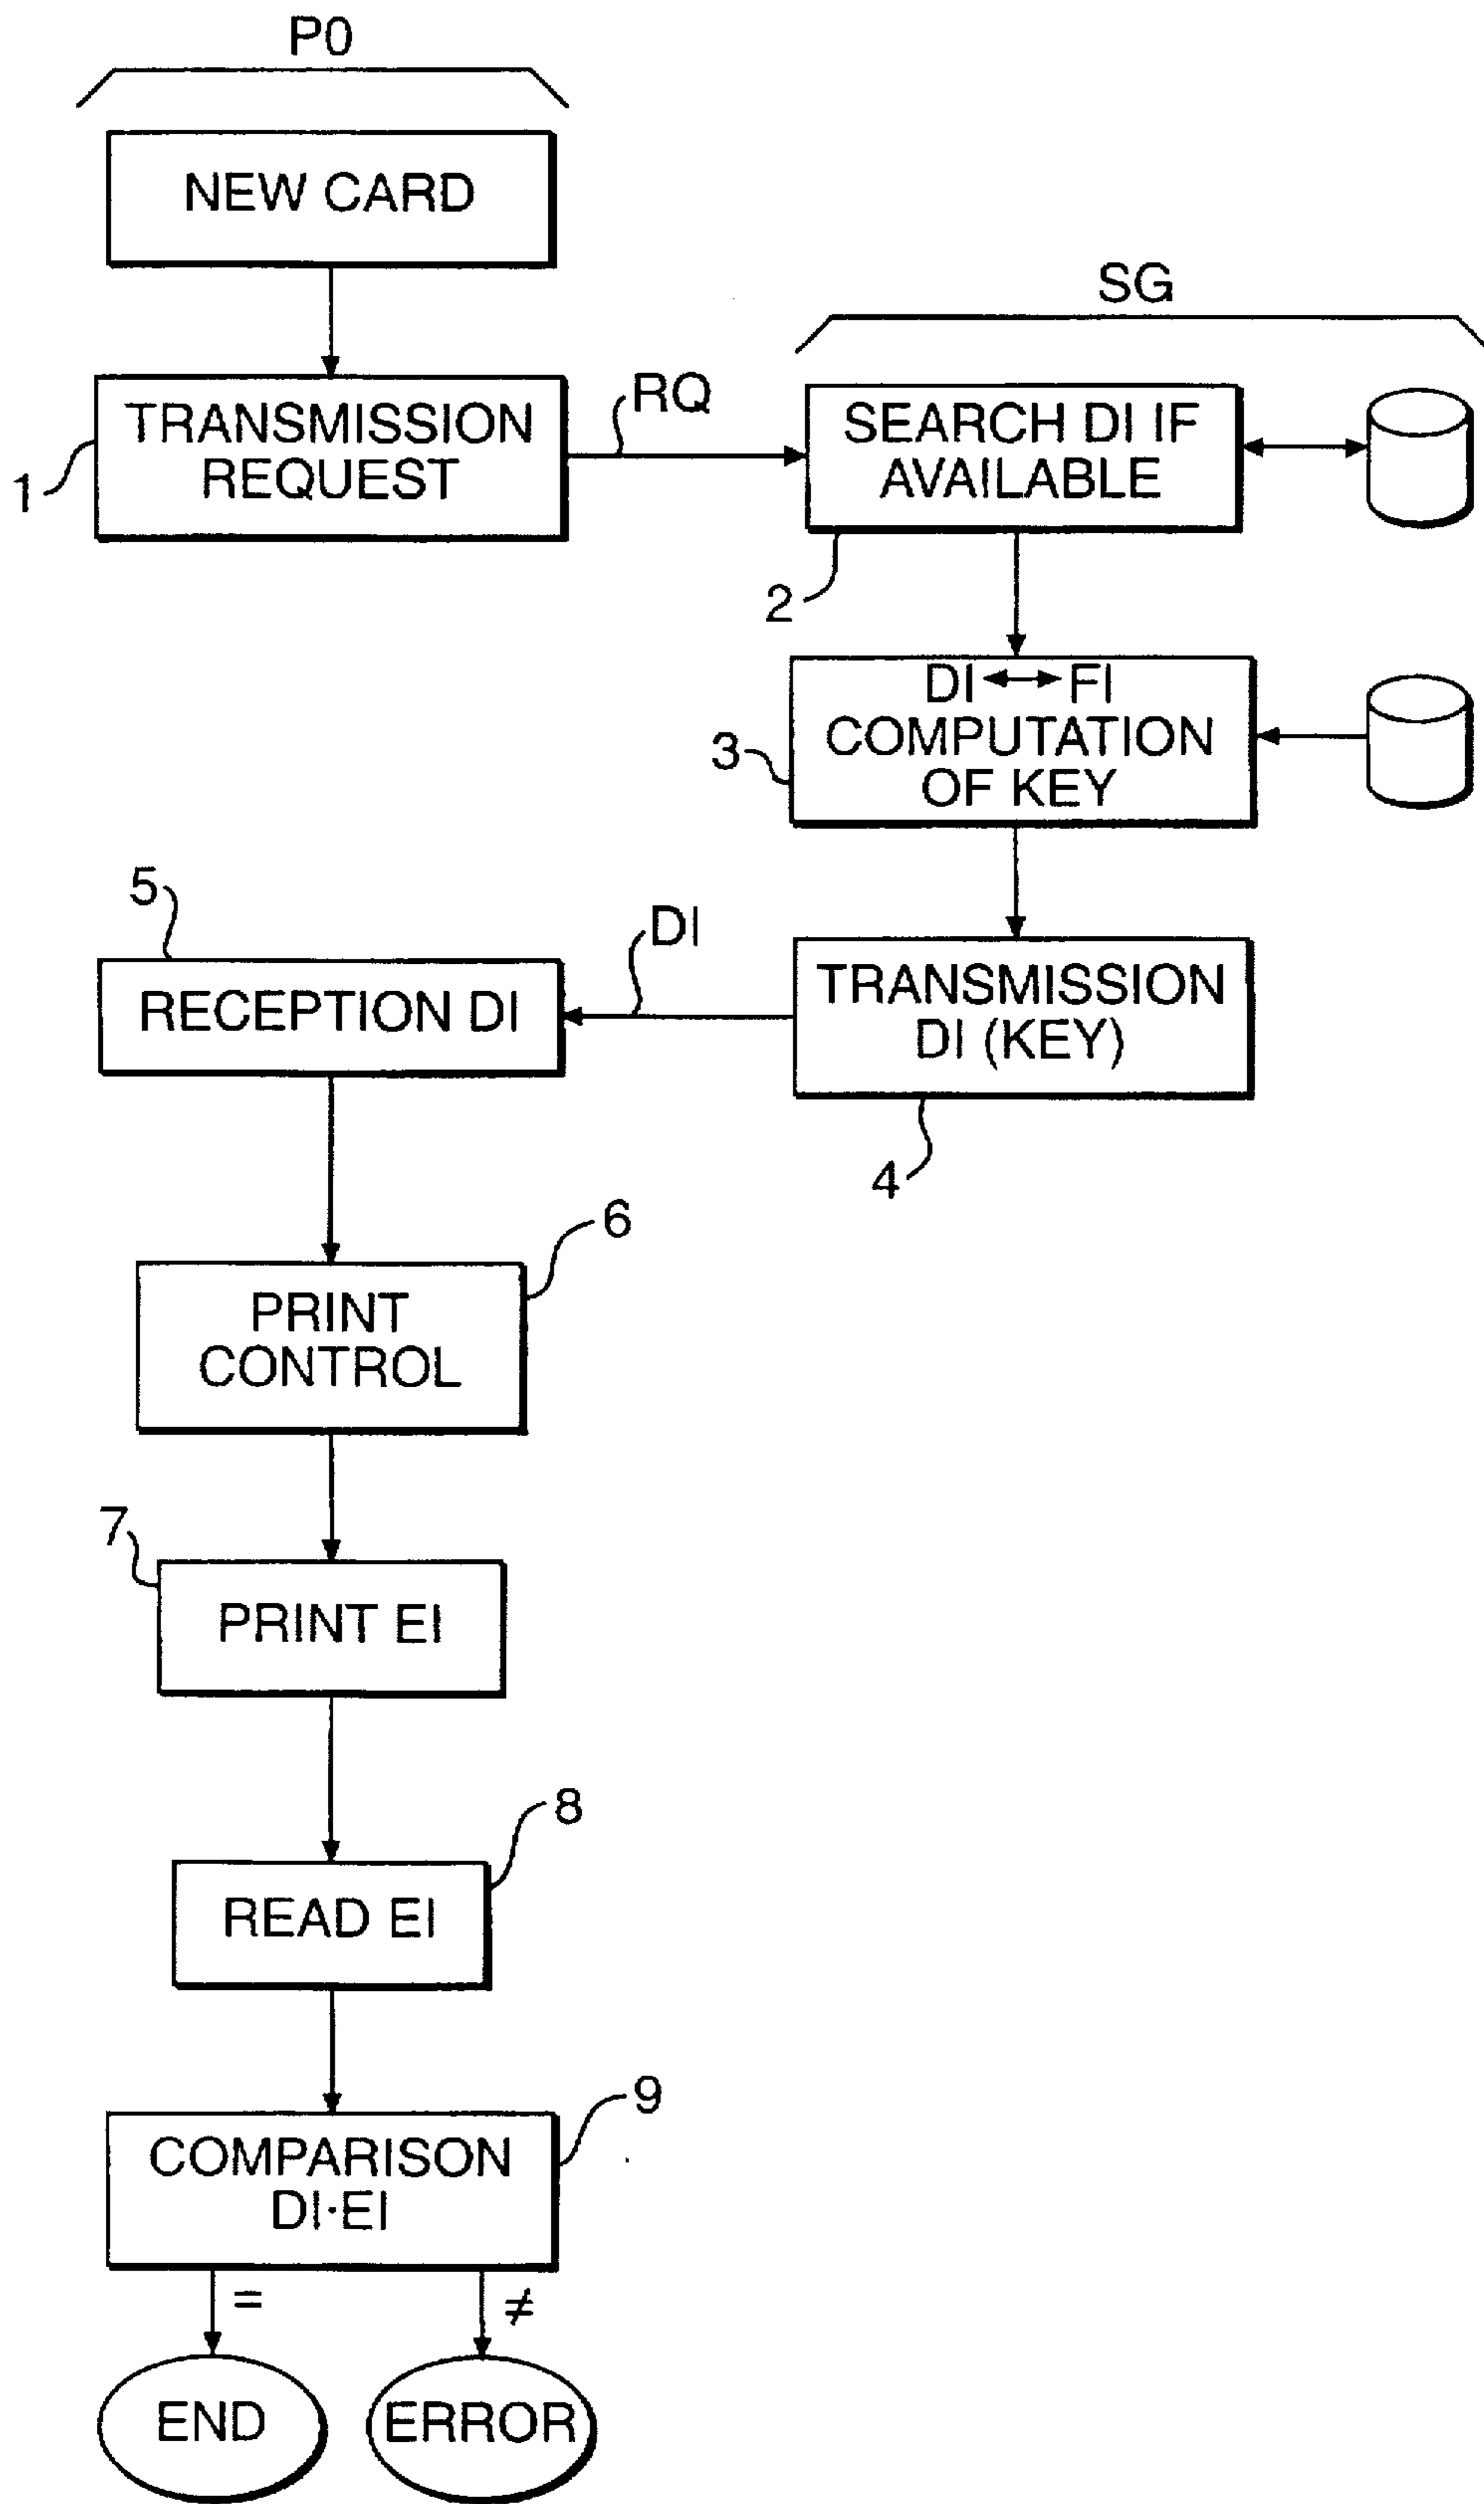 P0
NEW CARD
SG
TRANSMISSION
REQUEST
1
RQ
SEARCH DI IF
AVAILABLE
2
DI ↔ FI
COMPUTATION
OF KEY
3
5
RECEPTION DI
DI
TRANSMISSION
DI (KEY)
4
6
PRINT
CONTROL
7
PRINT EI
8
READ EI
9
COMPARISON
DI·EI
=
≠
END
ERROR